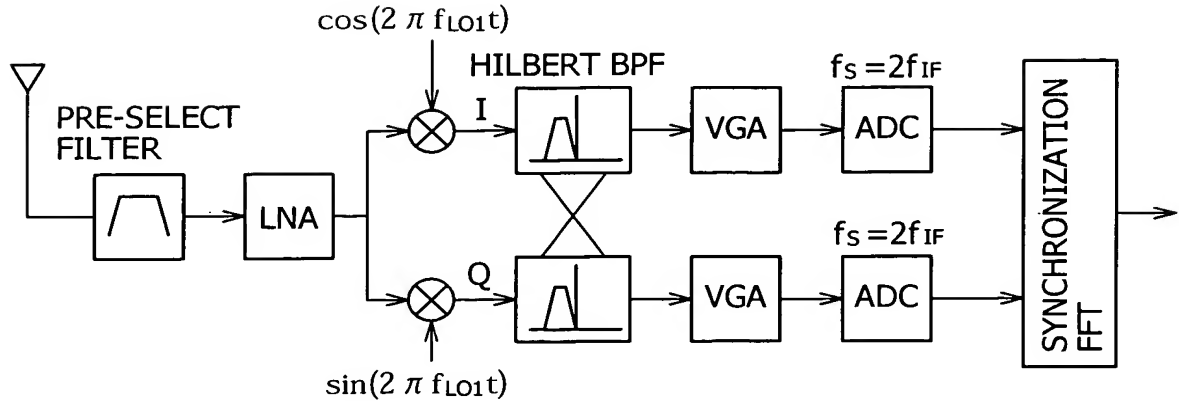 cos(2 π fLO1t)
HILBERT BPF
fS=2fIF
PRE-SELECT
FILTER
I
VGA
ADC
LNA
SYNCHRONIZATION
FFT
fS=2fIF
Q
VGA
ADC
sin(2 π fLO1t)